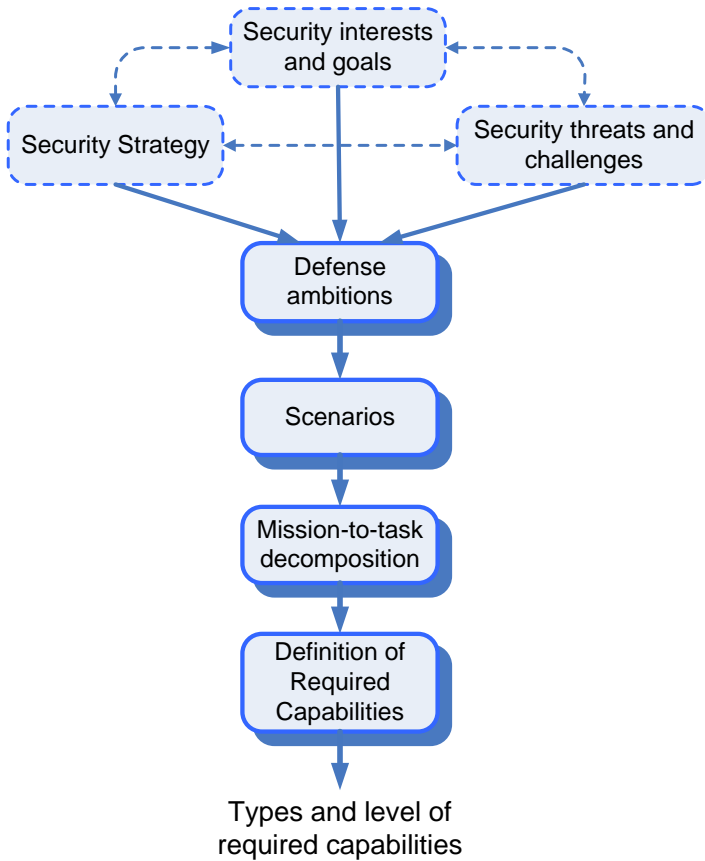 Security interests
and goals
Security Strategy
Security threats and
challenges
Defense
ambitions
Scenarios
Mission-to-task
decomposition
Definition of
Required
Capabilities
Types and level of
required capabilities